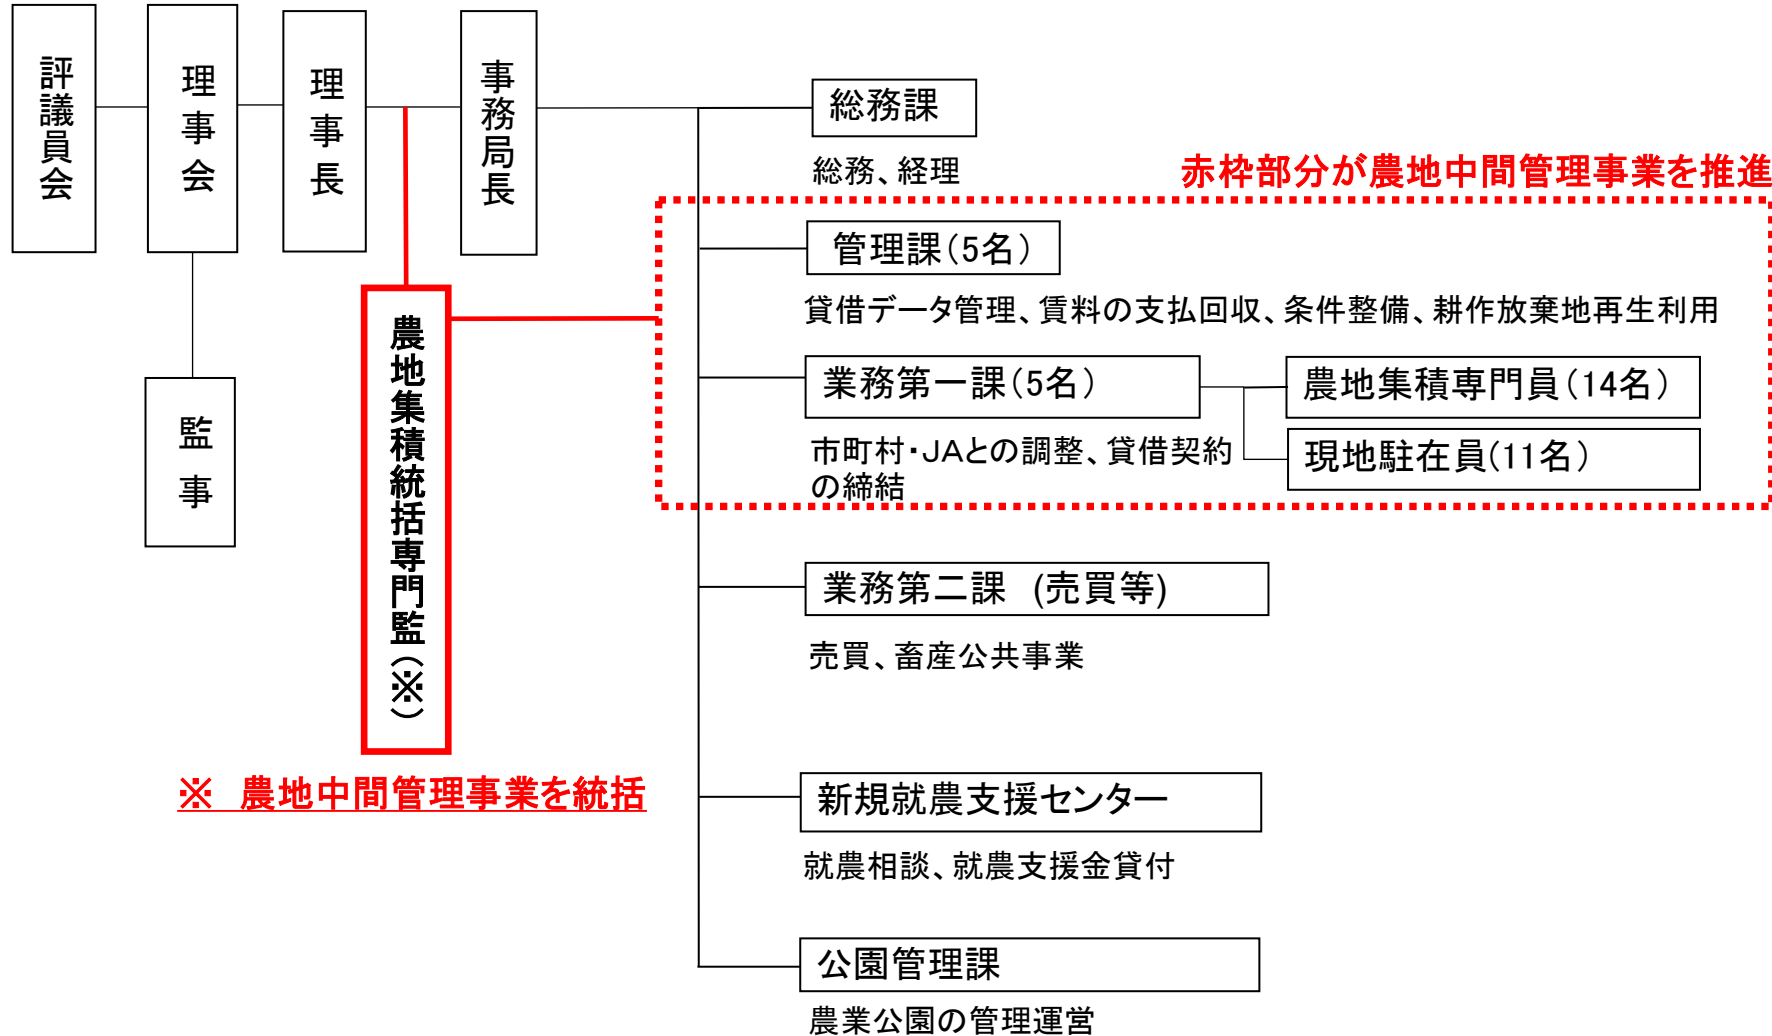 評議員会
理事会
理事長
事務局長
監事
農地集積統括専門監(※)
※ 農地中間管理事業を統括
総務課
総務、経理
赤枠部分が農地中間管理事業を推進
管理課(5名)
貸借データ管理、賃料の支払回収、条件整備、耕作放棄地再生利用
業務第一課(5名)
農地集積専門員(14名)
現地駐在員(11名)
市町村・JAとの調整、貸借契約
の締結
業務第二課 (売買等)
売買、畜産公共事業
新規就農支援センター
就農相談、就農支援金貸付
公園管理課
農業公園の管理運営